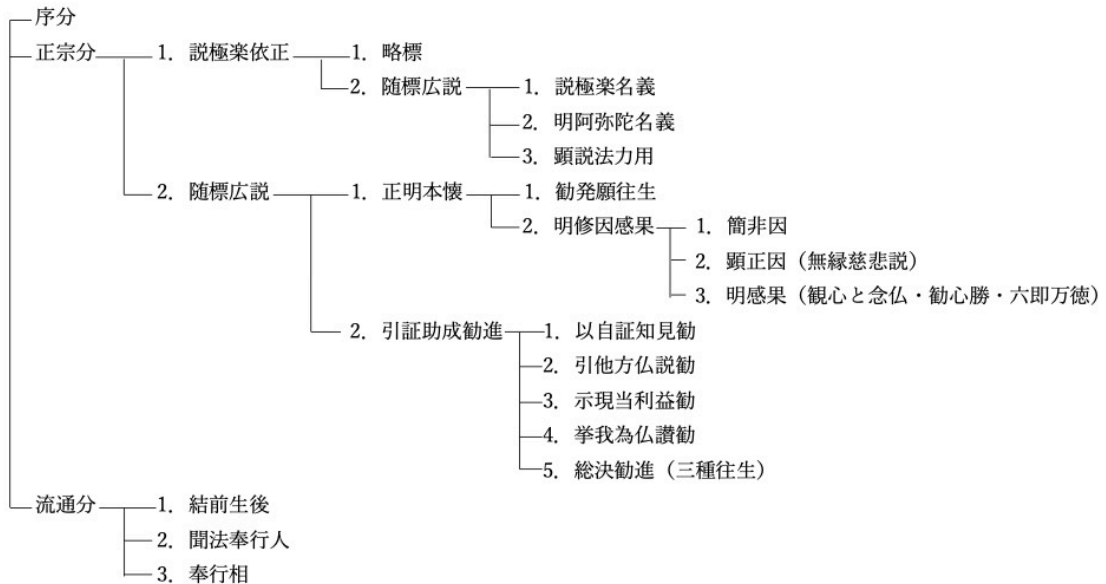 序分
正宗分 1. 説極楽依正 1. 略標
2. 随標広説 1. 説極楽名義
2. 明阿弥陀名義
3. 顕説法力用
2. 随標広説 1. 正明本懐 1. 勧発願往生
2. 明修因感果 1. 簡非因
2. 顕正因（無縁慈悲説）
3. 明感果（観心と念仏・勧心勝・六即万徳）
2. 引証助成勧進 1. 以自証知見勧
2. 引他方仏説勧
3. 示現当利益勧
4. 挙我為仏讃勧
5. 総決勧進（三種往生）
流通分 1. 結前生後
2. 聞法奉行人
3. 奉行相